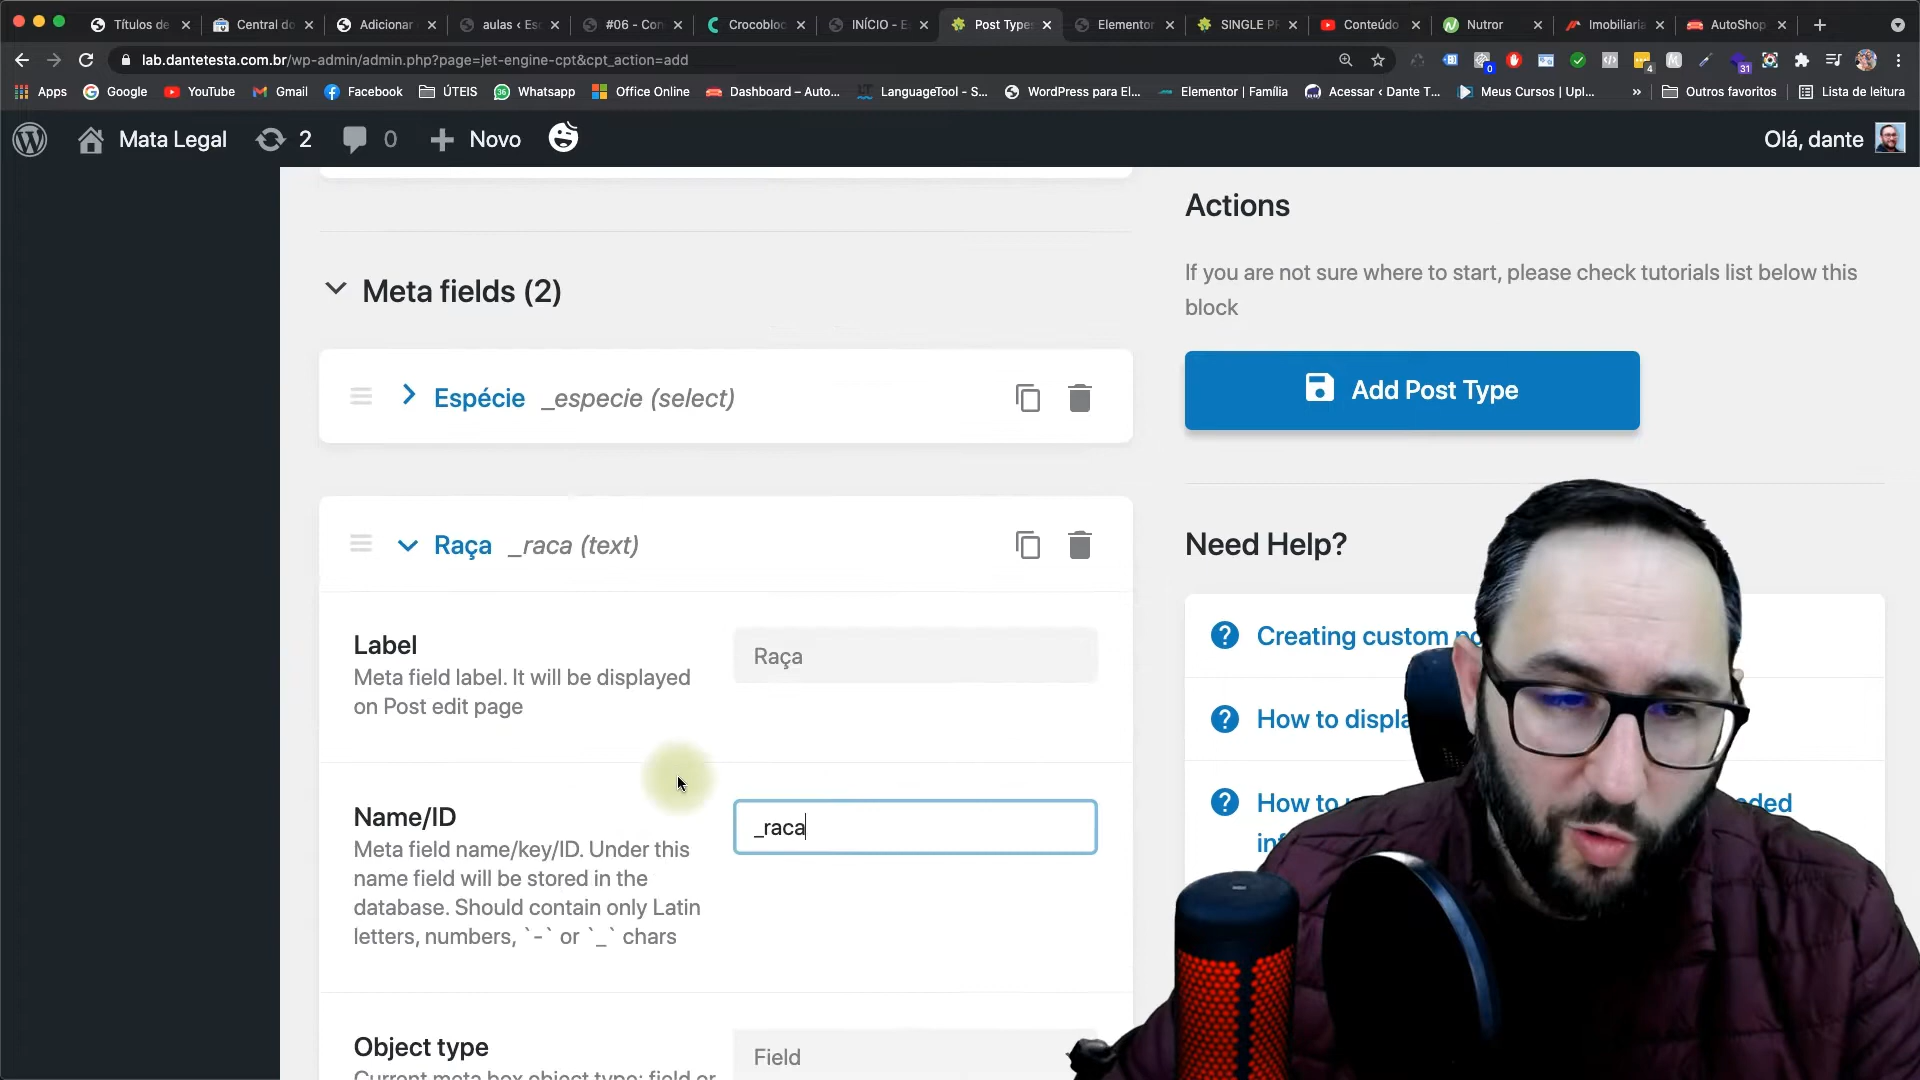 Títulos de
Central do
Adicionar
aulas ‹ Esc
#06 - Con
Crocobloc
INÍCIO - E
Post Types
Elementor
SINGLE PR
Conteúdo
Nutror
Imobiliaria
AutoShop
lab.dantetesta.com.br/wp-admin/admin.php?page=jet-engine-cpt&cpt_action=add
Apps
Google
YouTube
Gmail
Facebook
ÚTEIS
Whatsapp
Office Online
Dashboard – Auto...
LanguageTool - S...
WordPress para El...
Elementor | Família
Acessar ‹ Dante T...
Meus Cursos | Upl...
»
Outros favoritos
Lista de leitura
Mata Legal
2
0
Novo
Olá, dante
Meta fields (2)
Espécie _especie (select)
Raça _raca (text)
Label
Meta field label. It will be displayed
on Post edit page
Raça
Name/ID
Meta field name/key/ID. Under this
name field will be stored in the
database. Should contain only Latin
letters, numbers, `-` or `_` chars
_raca
Object type
Field
Current meta box object type: field or
Actions
If you are not sure where to start, please check tutorials list below this
block
Add Post Type
Need Help?
Creating custom
How to
How to